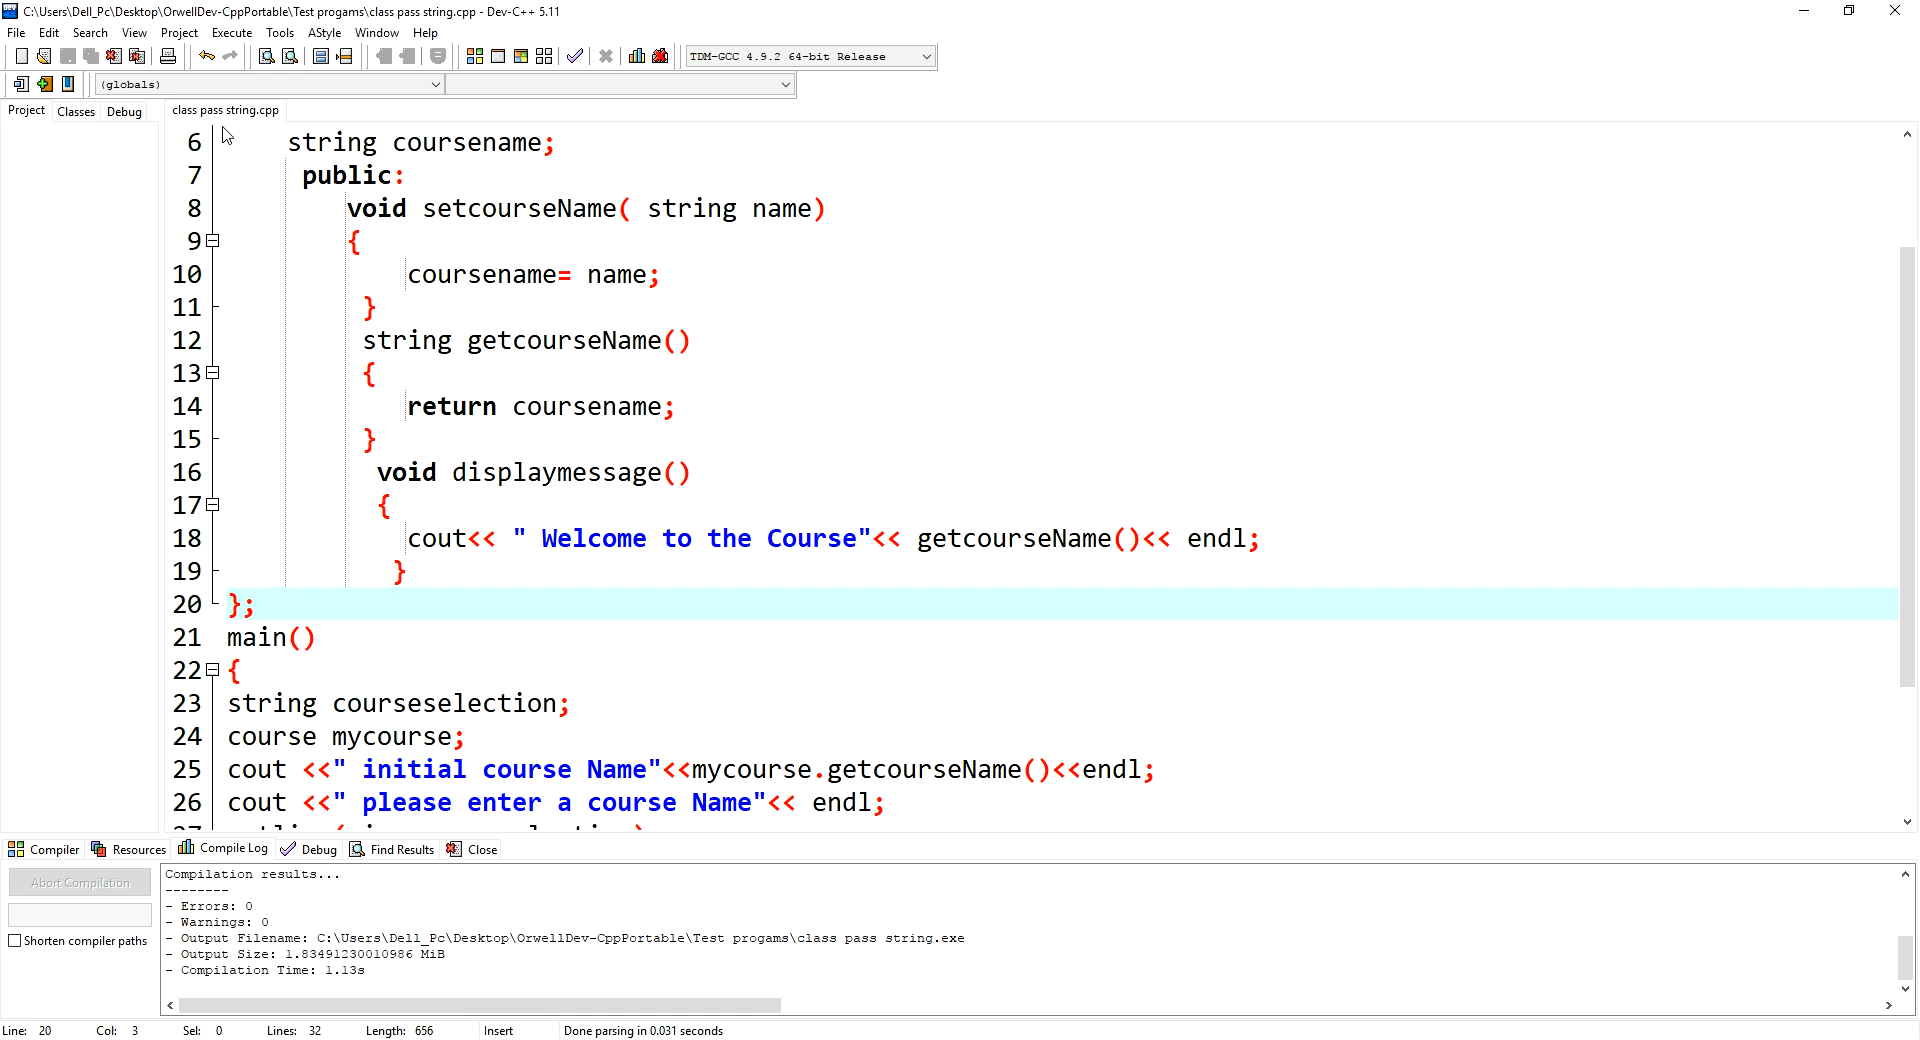 C:\Users\Dell_Pc\Desktop\OrwellDev-CppPortable\Test progams\class pass string.cpp - Dev-C++ 5.11
File Edit Search View Project Execute Tools AStyle Window Help
TDM-GCC 4.9.2 64-bit Release
(globals)
Project Classes Debug class pass string.cpp
6 string coursename;
7 public:
8 void setcourseName( string name)
9 {
10 coursename= name;
11 }
12 string getcourseName()
13 {
14 return coursename;
15 }
16 void displaymessage()
17 {
18 cout<< " Welcome to the Course"<< getcourseName()<< endl;
19 }
20 };
21 main()
22 {
23 string courseselection;
24 course mycourse;
25 cout <<" initial course Name"<<mycourse.getcourseName()<<endl;
26 cout <<" please enter a course Name"<< endl;
Compiler Resources Compile Log Debug Find Results Close
Abort Compilation
Shorten compiler paths
Compilation results...
--------
- Errors: 0
- Warnings: 0
- Output Filename: C:\Users\Dell_Pc\Desktop\OrwellDev-CppPortable\Test progams\class pass string.exe
- Output Size: 1.83491230010986 MiB
- Compilation Time: 1.13s
Line: 20 Col: 3 Sel: 0 Lines: 32 Length: 656 Insert Done parsing in 0.031 seconds